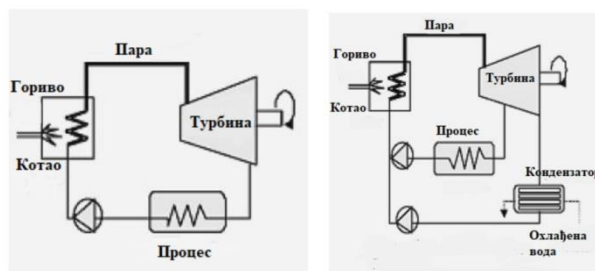 Пара
Гориво
Турбина
Котао
Процес
Пара
Гориво
Турбина
Котао
Процес
Кондензатор
Охлађена
вода